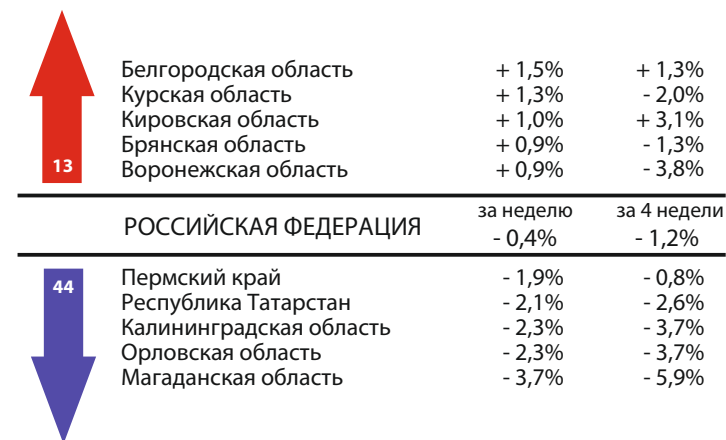 Белгородская область + 1,5% + 1,3%
Курская область + 1,3% - 2,0%
Кировская область + 1,0% + 3,1%
Брянская область + 0,9% - 1,3%
13 Воронежская область + 0,9% - 3,8%
за неделю за 4 недели
РОССИЙСКАЯ ФЕДЕРАЦИЯ - 0,4% - 1,2%
44 Пермский край - 1,9% - 0,8%
Республика Татарстан - 2,1% - 2,6%
Калининградская область - 2,3% - 3,7%
Орловская область - 2,3% - 3,7%
Магаданская область - 3,7% - 5,9%